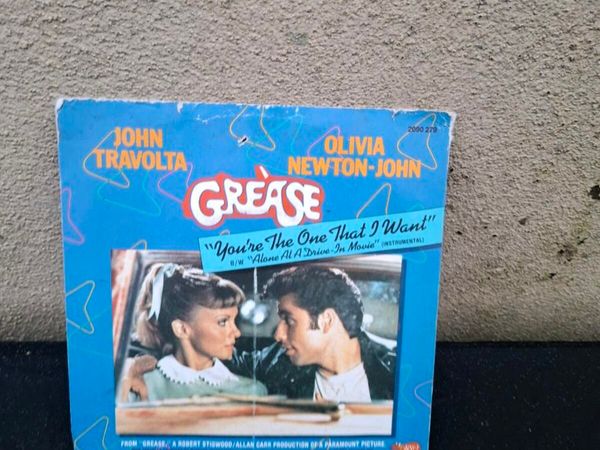 2090 279
JOHN
TRAVOLTA
OLIVIA
NEWTON-JOHN
GREASE
"You're The One That I Want"
B/W "Alone At A Drive-In Movie" (INSTRUMENTAL)
FROM "GREASE," A ROBERT STIGWOOD/ALLAN CARR PRODUCTION OF A PARAMOUNT PICTURE.